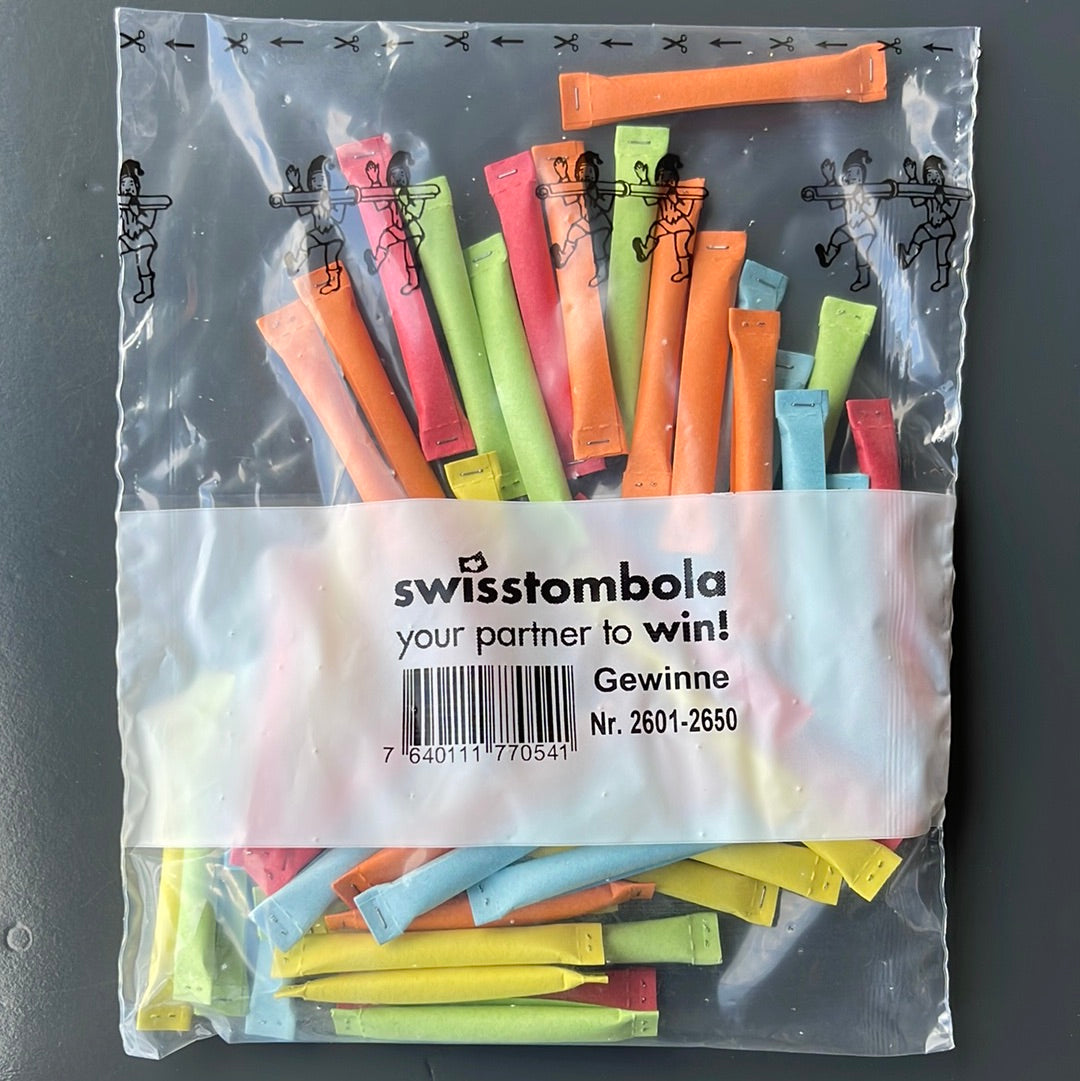 swisstombola
your partner to win!
Gewinne
Nr. 2601-2650
7 640111 770541